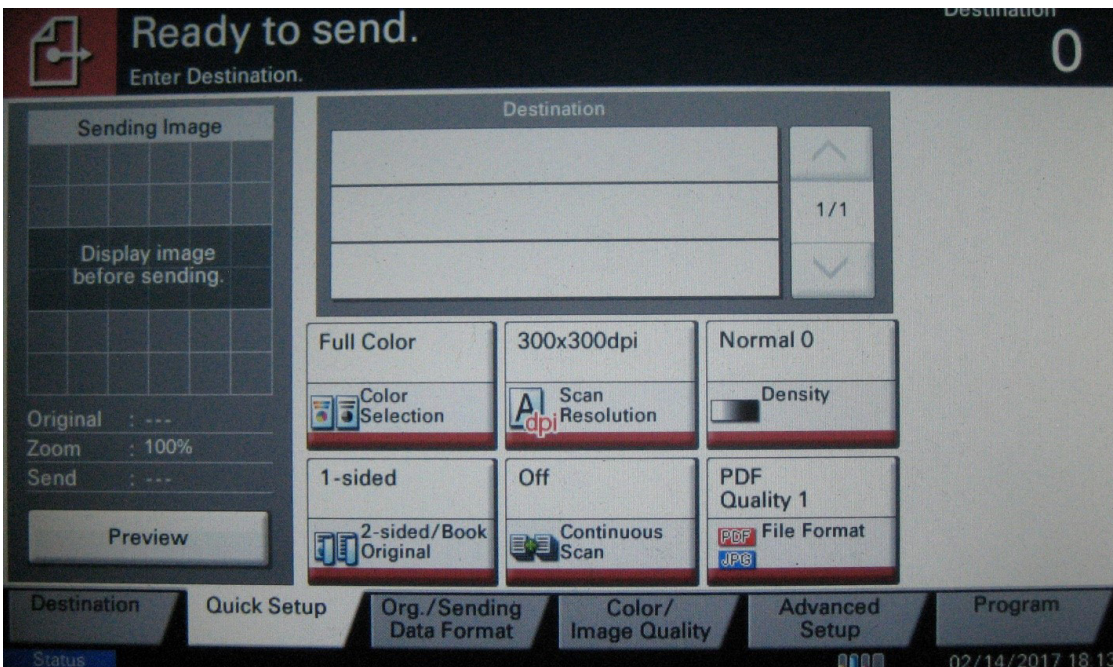 Destination
Ready to send.
0
Enter Destination.
Sending Image
Display image
before sending.
Original : ---
Zoom : 100%
Send : ---
Preview
Destination
1/1
Full Color
Color
Selection
300x300dpi
A
dpi
Scan
Resolution
Normal 0
Density
1-sided
2-sided/Book
Original
Off
Continuous
Scan
PDF
Quality 1
PDF
JPG
File Format
Destination
Quick Setup
Org./Sending
Data Format
Color/
Image Quality
Advanced
Setup
Program
Status
02/14/2017 18:13